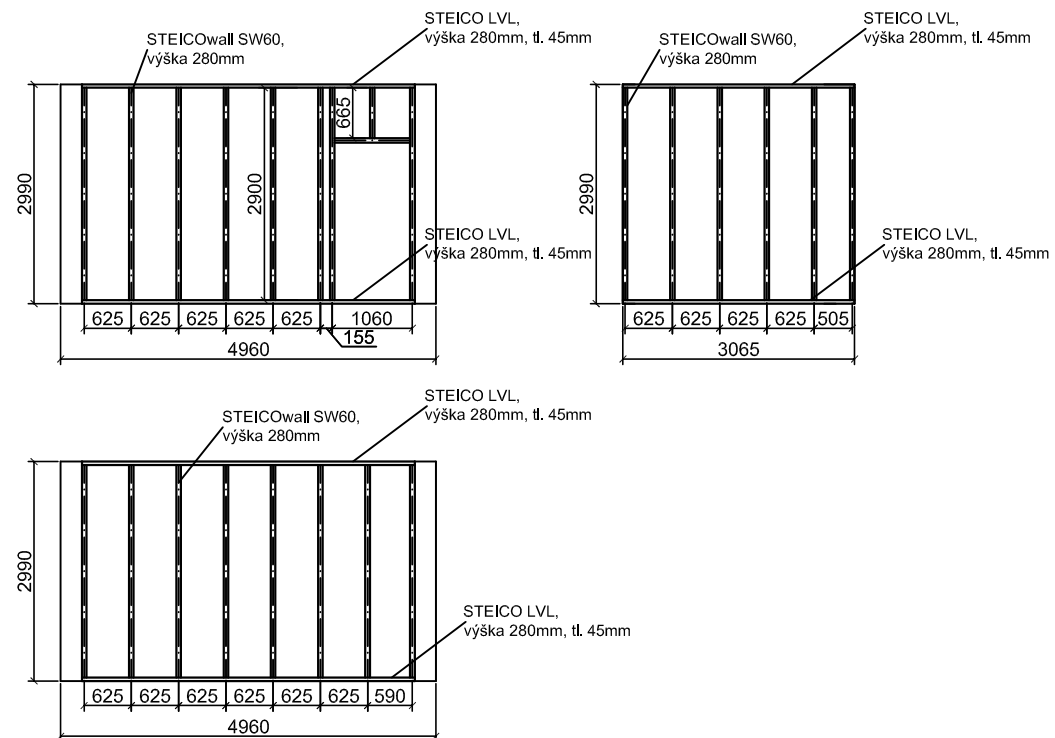 STEICO LVL,
výška 280mm, tl. 45mm
STEICOwall SW60,
výška 280mm
2990
2900
665
STEICO LVL,
výška 280mm, tl. 45mm
625 625 625 625 625 1060
155
4960
STEICO LVL,
výška 280mm, tl. 45mm
STEICOwall SW60,
výška 280mm
2990
STEICO LVL,
výška 280mm, tl. 45mm
625 625 625 625 505
3065
STEICO LVL,
výška 280mm, tl. 45mm
STEICOwall SW60,
výška 280mm
2990
STEICO LVL,
výška 280mm, tl. 45mm
625 625 625 625 625 625 590
4960